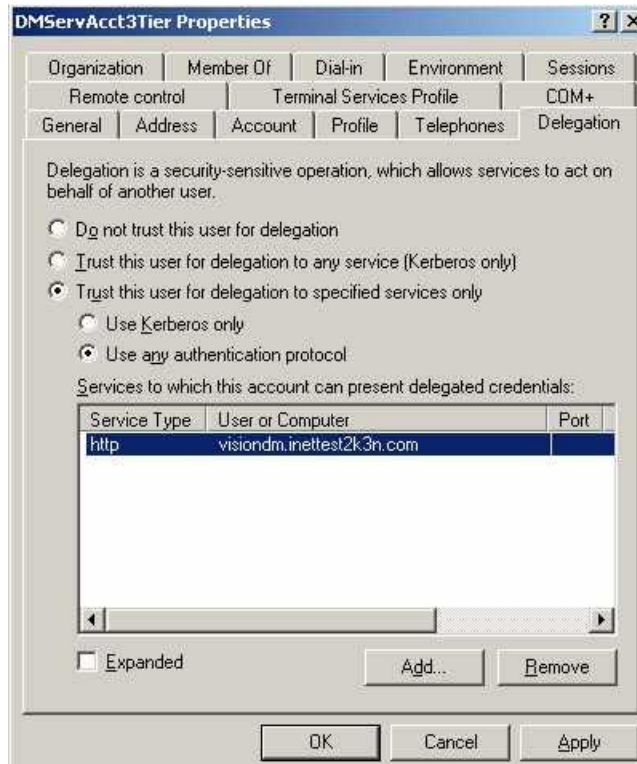 DMServAcct3Tier Properties ? X
Organization Member Of Dial-in Environment Sessions
Remote control Terminal Services Profile COM+
General Address Account Profile Telephones Delegation
Delegation is a security-sensitive operation, which allows services to act on
behalf of another user.
Do not trust this user for delegation
Trust this user for delegation to any service (Kerberos only)
Trust this user for delegation to specified services only
Use Kerberos only
Use any authentication protocol
Services to which this account can present delegated credentials:
Service Type User or Computer Port
http visiondm.inettest2k3n.com
Expanded Add... Remove
OK Cancel Apply